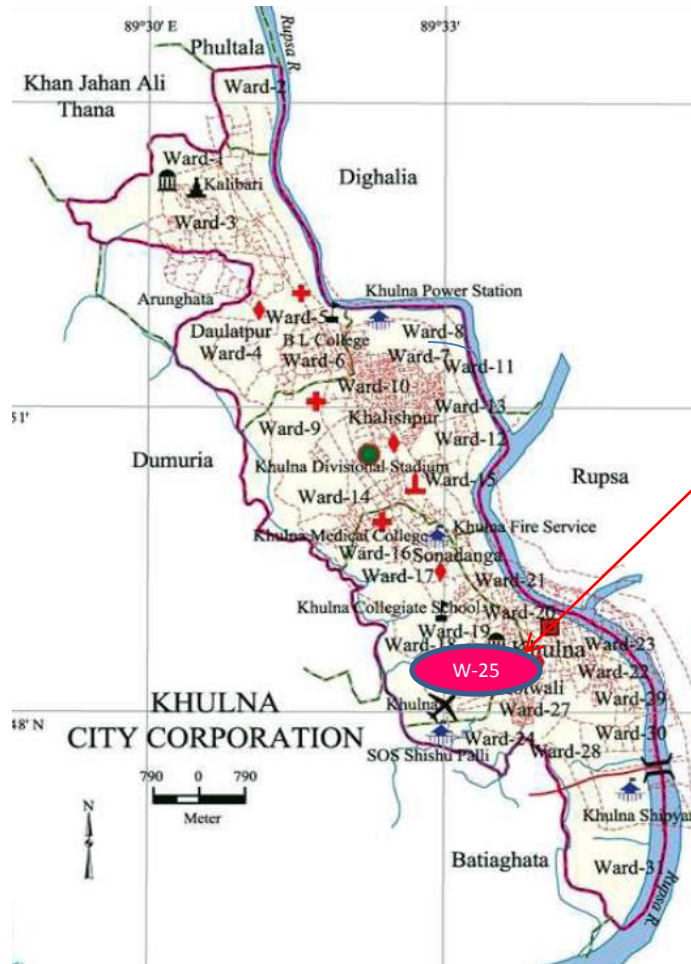 89°30' E
89°33'
Phultala
Rupsa R.
Khan Jahan Ali
Thana
Ward-2
Ward-1
Dighalia
Kalibari
Ward-3
Arunghata
Khulna Power Station
Daulatpur
Ward-5
Ward-8
B L College
Ward-4
Ward-6
Ward-7
Ward-11
Ward-10
51'
Khalishpur
Ward-13
Ward-9
Ward-12
Dumuria
Khulna Divisional Stadium
Rupsa
Ward-15
Ward-14
Khulna Medical College
Khulna Fire Service
Ward-16
Sonadanga
Ward-17
Ward-21
Khulna Collegiate School
Ward-20
Ward-19
Ward-18
Ward-23
W-25
Ward-22
Khulna
Ward-29
Ward-27
KHULNA
CITY CORPORATION
48' N
Ward-30
Ward-24
Ward-28
SOS Shishu Palli
790 0 790
Meter
N
Khulna Shipyar
Batiaghata
Ward-31
Rupsa R.